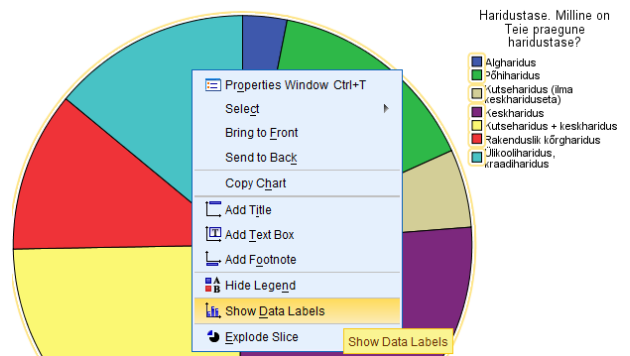 Haridustase. Milline on
Teie praegune
haridustase?
Algharidus
Põhiharidus
Kutseharidus (ilma
keskhariduseta)
Keskharidus
Kutseharidus + keskharidus
Rakenduslik kõrgharidus
Ülikooliharidus,
kraadiharidus
Properties Window Ctrl+T
Select
Bring to Front
Send to Back
Copy Chart
Add Title
Add Text Box
Add Footnote
Hide Legend
Show Data Labels
Explode Slice
Show Data Labels